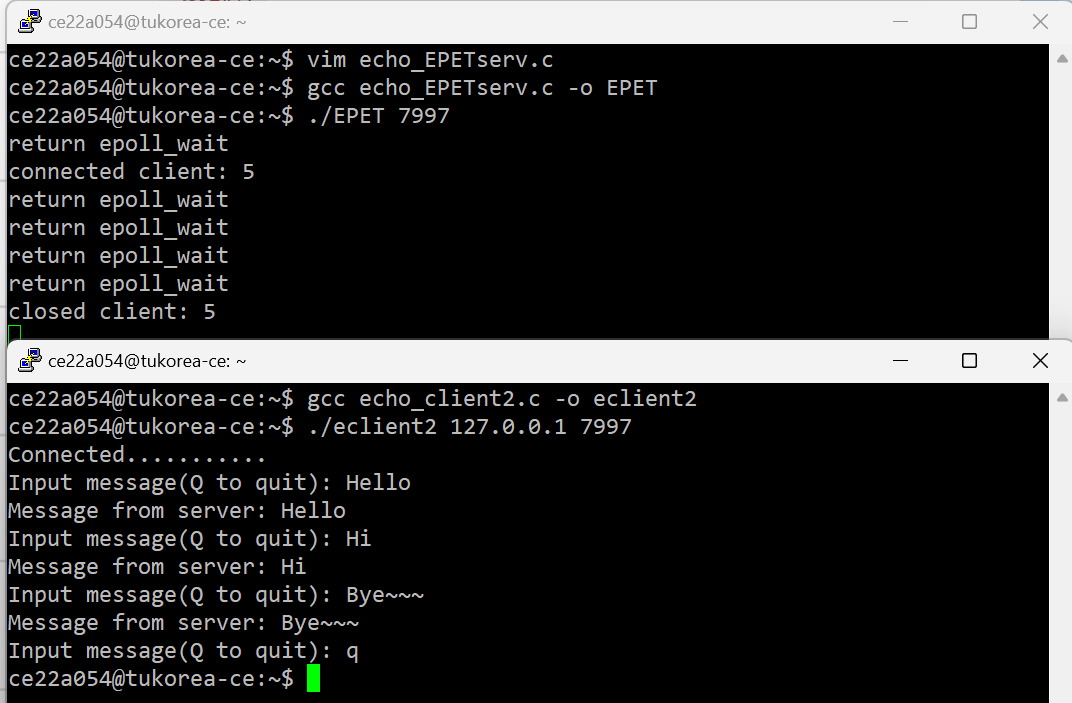 ce22a054@tukorea-ce: ~
ce22a054@tukorea-ce:~$ vim echo_EPETserv.c
ce22a054@tukorea-ce:~$ gcc echo_EPETserv.c -o EPET
ce22a054@tukorea-ce:~$ ./EPET 7997
return epoll_wait
connected client: 5
return epoll_wait
return epoll_wait
return epoll_wait
return epoll_wait
closed client: 5
ce22a054@tukorea-ce: ~
ce22a054@tukorea-ce:~$ gcc echo_client2.c -o eclient2
ce22a054@tukorea-ce:~$ ./eclient2 127.0.0.1 7997
Connected...........
Input message(Q to quit): Hello
Message from server: Hello
Input message(Q to quit): Hi
Message from server: Hi
Input message(Q to quit): Bye~~~
Message from server: Bye~~~
Input message(Q to quit): q
ce22a054@tukorea-ce:~$